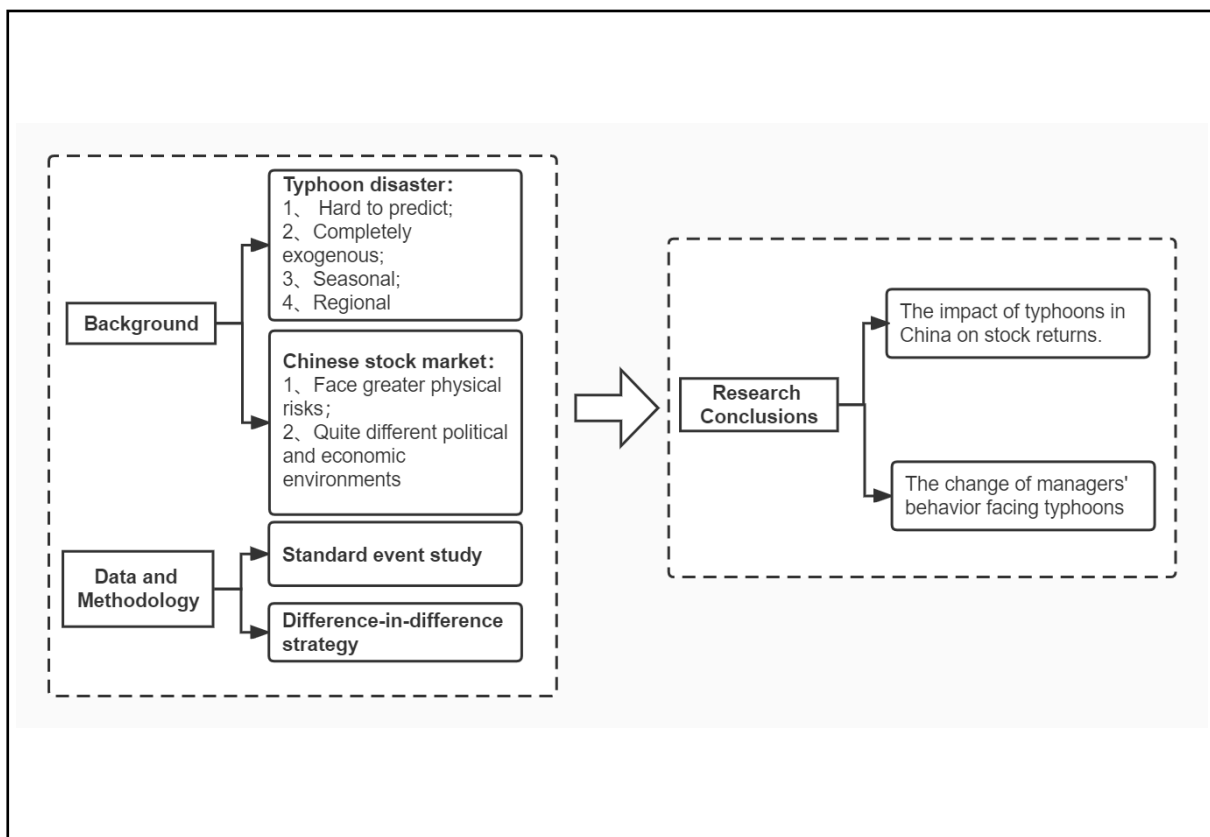 Background
Typhoon disaster：
1、 Hard to predict;
2、Completely
exogenous;
3、Seasonal;
4、Regional
Chinese stock market：
1、Face greater physical
risks；
2、Quite different political
and economic
environments
Data and
Methodology
Standard event study
Difference-in-difference
strategy
Research
Conclusions
The impact of typhoons in
China on stock returns.
The change of managers'
behavior facing typhoons